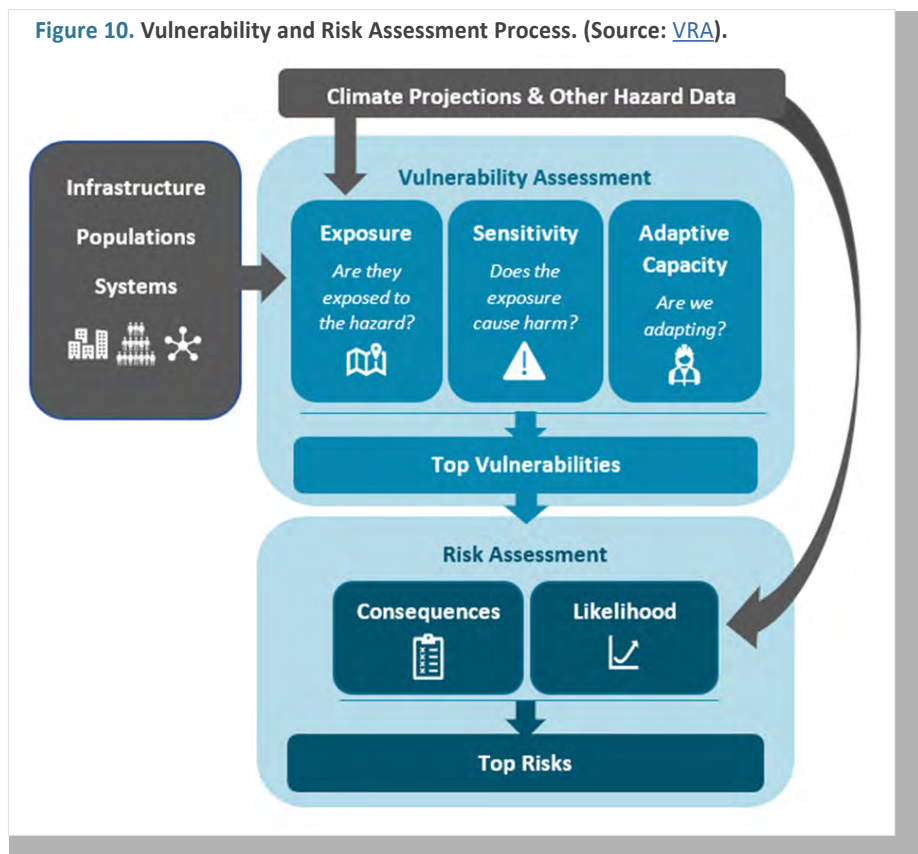 Figure 10. Vulnerability and Risk Assessment Process. (Source: VRA).
Climate Projections & Other Hazard Data
Infrastructure
Populations
Systems
Vulnerability Assessment
Exposure
Are they
exposed to
the hazard?
Sensitivity
Does the
exposure
cause harm?
Adaptive
Capacity
Are we
adapting?
Top Vulnerabilities
Risk Assessment
Consequences
Likelihood
Top Risks